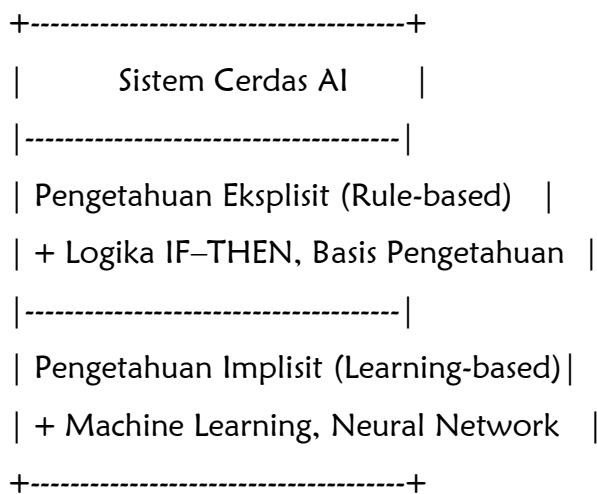 +------------------------------------+
|          Sistem Cerdas AI       |
|------------------------------------|
| Pengetahuan Eksplisit (Rule-based)   |
| + Logika IF–THEN, Basis Pengetahuan  |
|------------------------------------|
| Pengetahuan Implisit (Learning-based)|
| + Machine Learning, Neural Network   |
+------------------------------------+